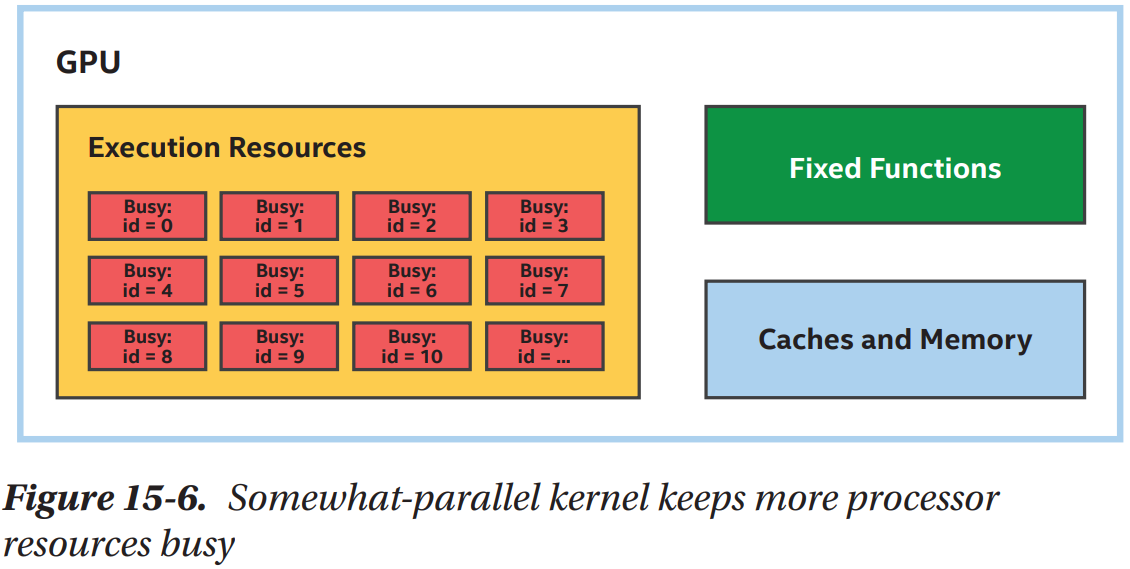 GPU
Execution Resources
Busy:
id = 0
Busy:
id = 1
Busy:
id = 2
Busy:
id = 3
Busy:
id = 4
Busy:
id = 5
Busy:
id = 6
Busy:
id = 7
Busy:
id = 8
Busy:
id = 9
Busy:
id = 10
Busy:
id = ...
Fixed Functions
Caches and Memory
Figure 15-6. Somewhat-parallel kernel keeps more processor
resources busy